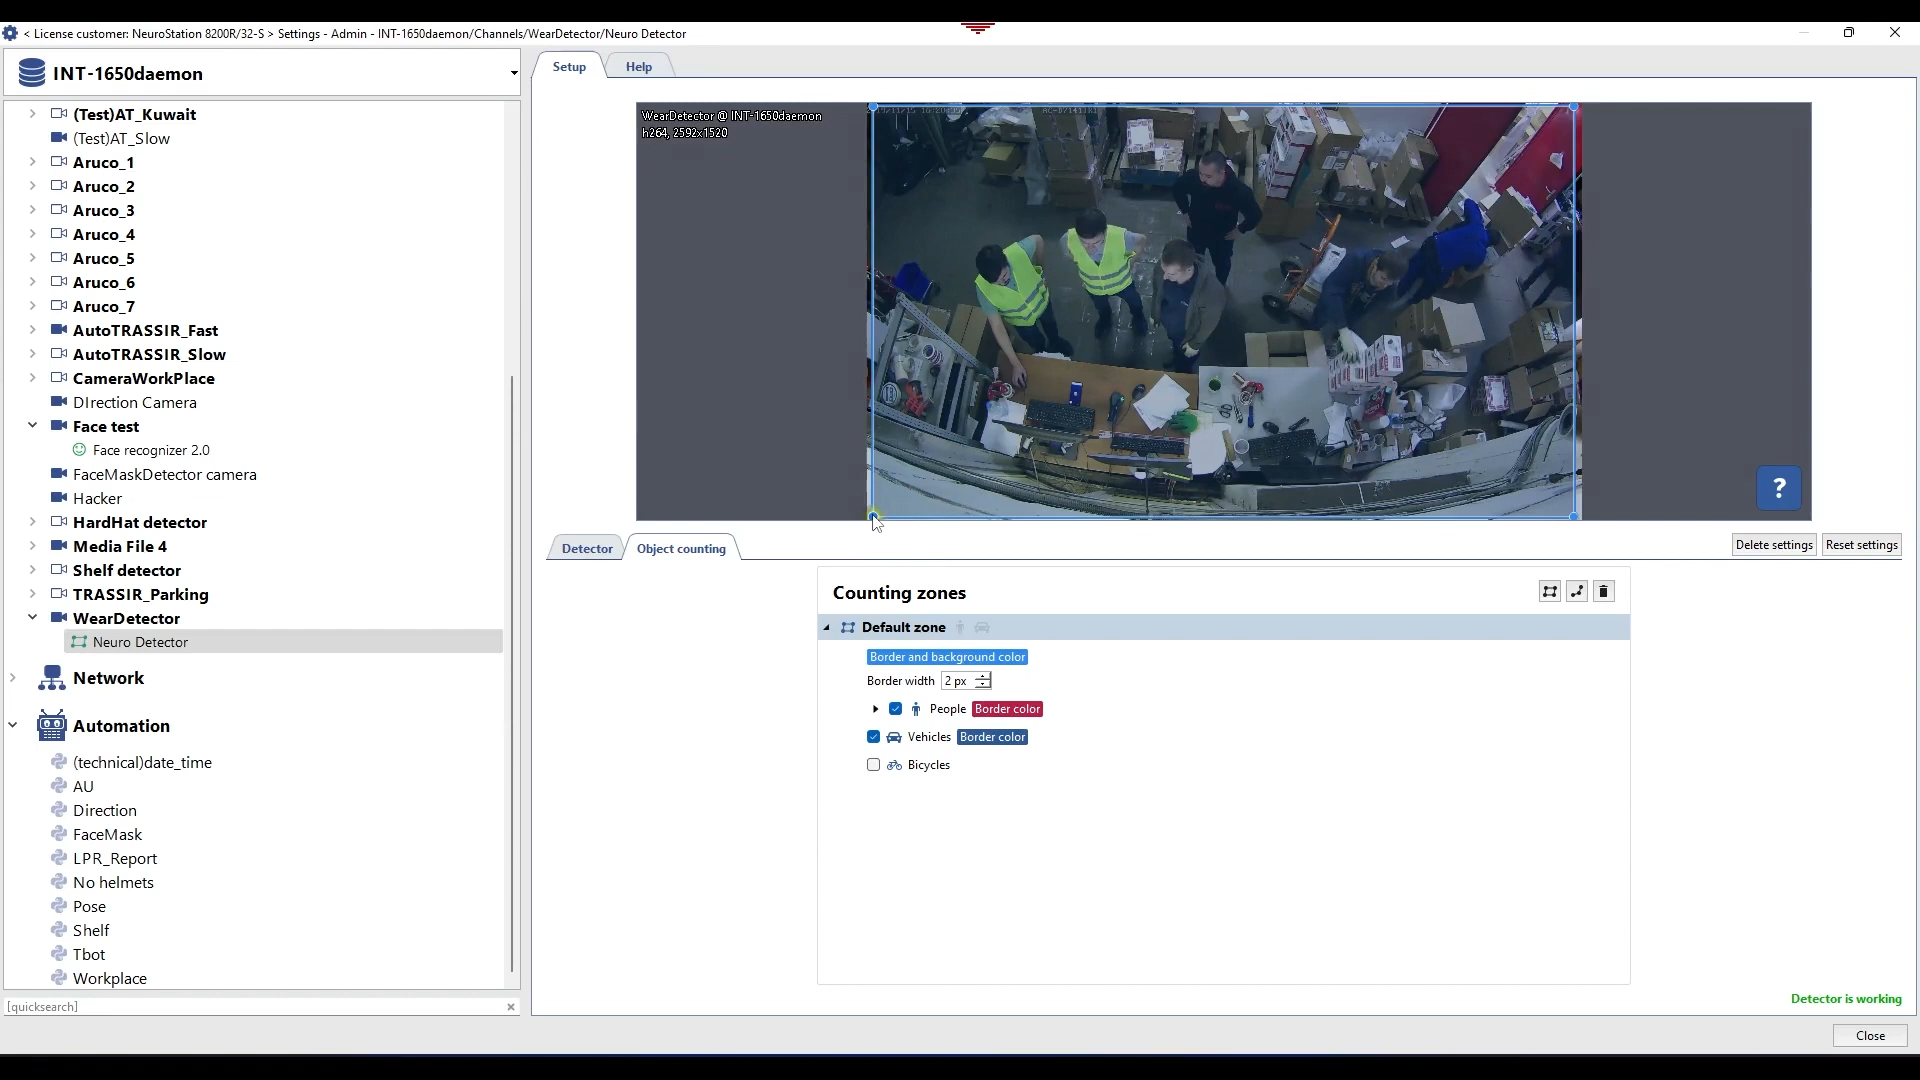 < License customer: NeuroStation 8200R/32-S > Settings - Admin - INT-1650daemon/Channels/WearDetector/Neuro Detector
INT-1650daemon
Setup
Help
(Test)AT_Kuwait
(Test)AT_Slow
Aruco_1
Aruco_2
Aruco_3
Aruco_4
Aruco_5
Aruco_6
Aruco_7
AutoTRASSIR_Fast
AutoTRASSIR_Slow
CameraWorkPlace
DIrection Camera
Face test
Face recognizer 2.0
FaceMaskDetector camera
Hacker
HardHat detector
Media File 4
Shelf detector
TRASSIR_Parking
WearDetector
Neuro Detector
Network
Automation
(technical)date_time
AU
Direction
FaceMask
LPR_Report
No helmets
Pose
Shelf
Tbot
Workplace
[quicksearch]
WearDetector @ INT-1650daemon
h264, 2592x1520
?
Detector
Object counting
Delete settings
Reset settings
Counting zones
Default zone
Border and background color
Border width 2 px
People Border color
Vehicles Border color
Bicycles
Detector is working
Close